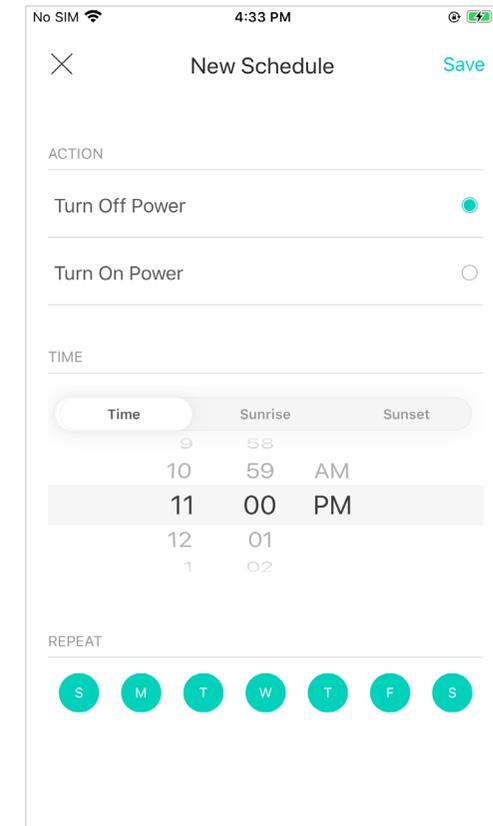 No SIM 4:33 PM
New Schedule Save
ACTION
Turn Off Power
Turn On Power
TIME
Time Sunrise Sunset
9 58
10 59 AM
11 00 PM
12 01
1 02
REPEAT
S M T W T F S